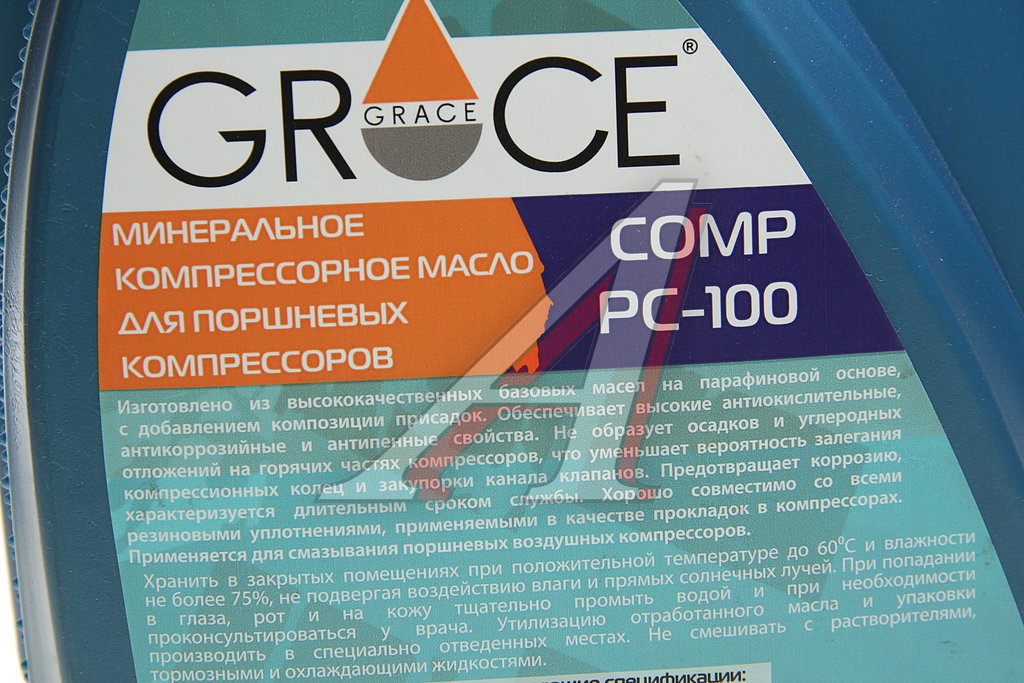 GRACE®
GRACE
МИНЕРАЛЬНОЕ
КОМПРЕССОРНОЕ МАСЛО
ДЛЯ ПОРШНЕВЫХ
КОМПРЕССОРОВ
COMP
PC-100
Изготовлено из высококачественных базовых масел на парафиновой основе,
с добавлением композиции присадок. Обеспечивает высокие антиокислительные,
антикоррозийные и антипенные свойства. Не образует осадков и углеродных
отложений на горячих частях компрессоров, что уменьшает вероятность залегания
компрессионных колец и закупорки канала клапанов. Предотвращает коррозию,
характеризуется длительным сроком службы. Хорошо совместимо со всеми
резиновыми уплотнениями, применяемыми в качестве прокладок в компрессорах.
Применяется для смазывания поршневых воздушных компрессоров.
Хранить в закрытых помещениях при положительной температуре до 60⁰С и влажности
не более 75%, не подвергая воздействию влаги и прямых солнечных лучей. При попадании
в глаза, рот и на кожу тщательно промыть водой и при необходимости
проконсультироваться у врача. Утилизацию отработанного масла и упаковки
производить в специально отведенных местах. Не смешивать с растворителями,
тормозными и охлаждающими жидкостями.
спецификации: